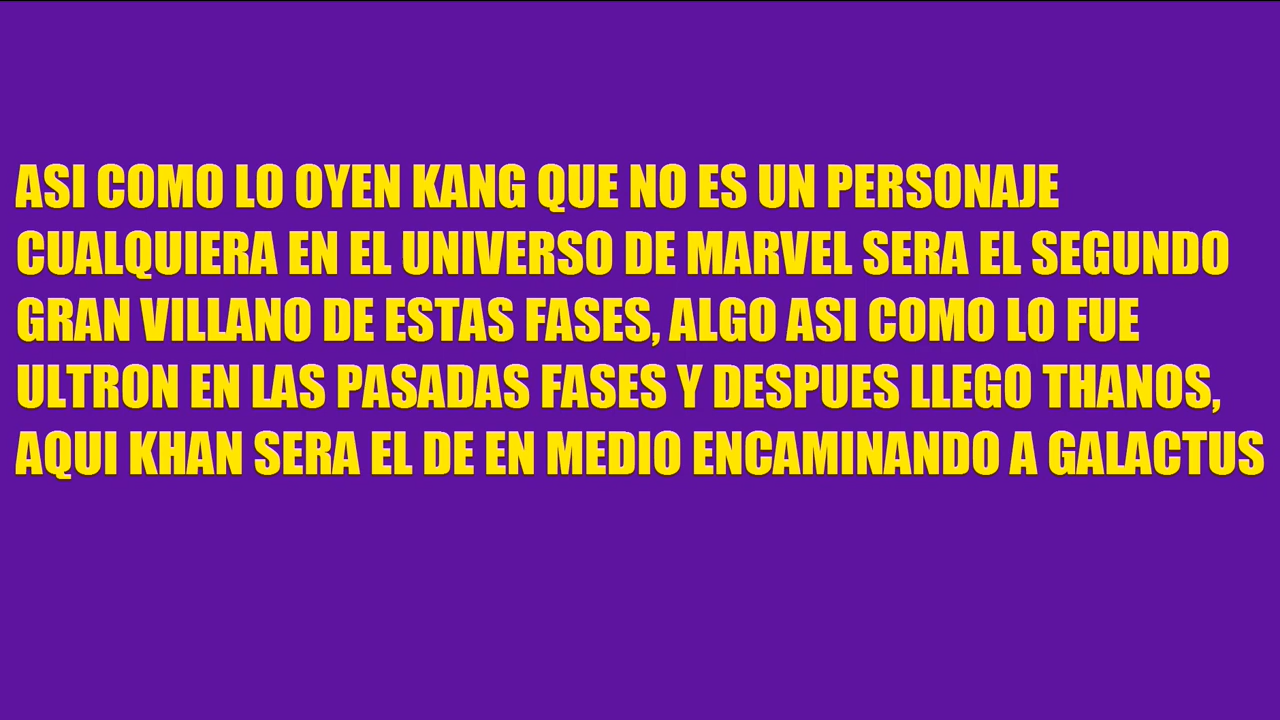 ASI COMO LO OYEN KANG QUE NO ES UN PERSONAJE
CUALQUIERA EN EL UNIVERSO DE MARVEL SERA EL SEGUNDO
GRAN VILLANO DE ESTAS FASES, ALGO ASI COMO LO FUE
ULTRON EN LAS PASADAS FASES Y DESPUES LLEGO THANOS,
AQUI KHAN SERA EL DE EN MEDIO ENCAMINANDO A GALACTUS